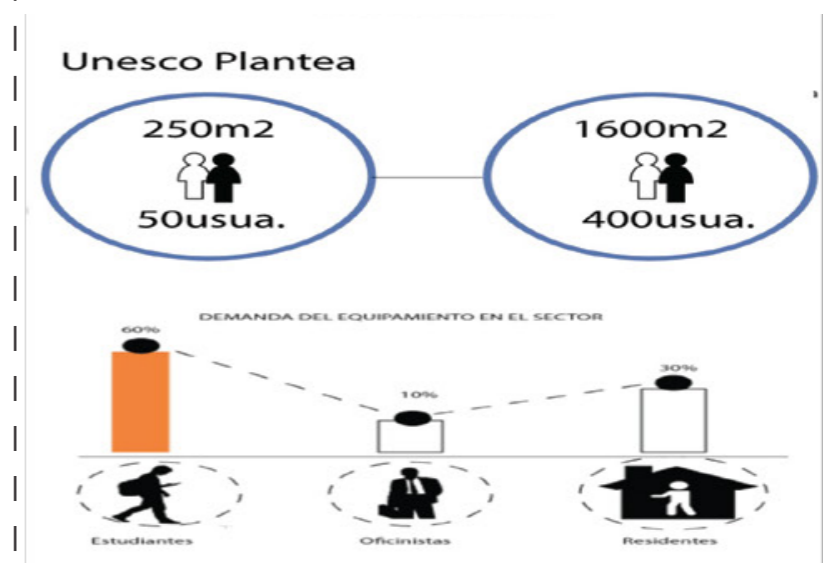 Unesco Plantea
250m2
50usua.
1600m2
400usua.
DEMANDA DEL EQUIPAMIENTO EN EL SECTOR
60%
10%
30%
Estudiantes
Oficinistas
Residentes